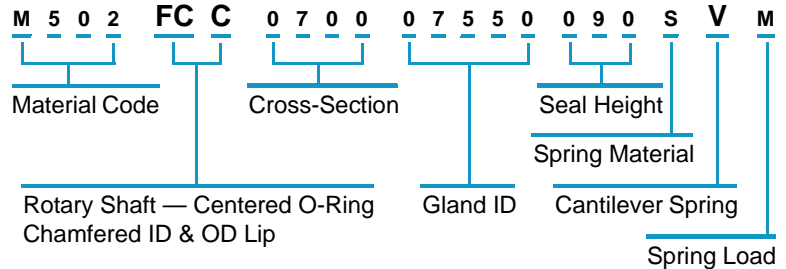 M 5 0 2 FC C 0 7 0 0 0 7 5 5 0 0 9 0 S V M
Material Code Cross-Section Seal Height
Spring Material
Rotary Shaft — Centered O-Ring Gland ID Cantilever Spring
Chamfered ID & OD Lip
Spring Load